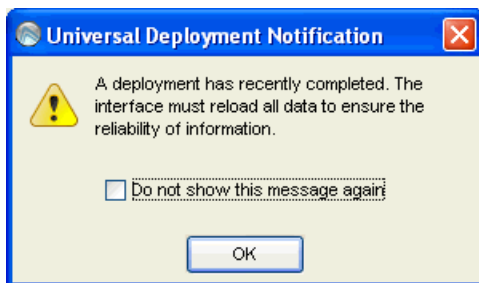 Universal Deployment Notification
A deployment has recently completed. The
interface must reload all data to ensure the
reliability of information.
Do not show this message again
OK